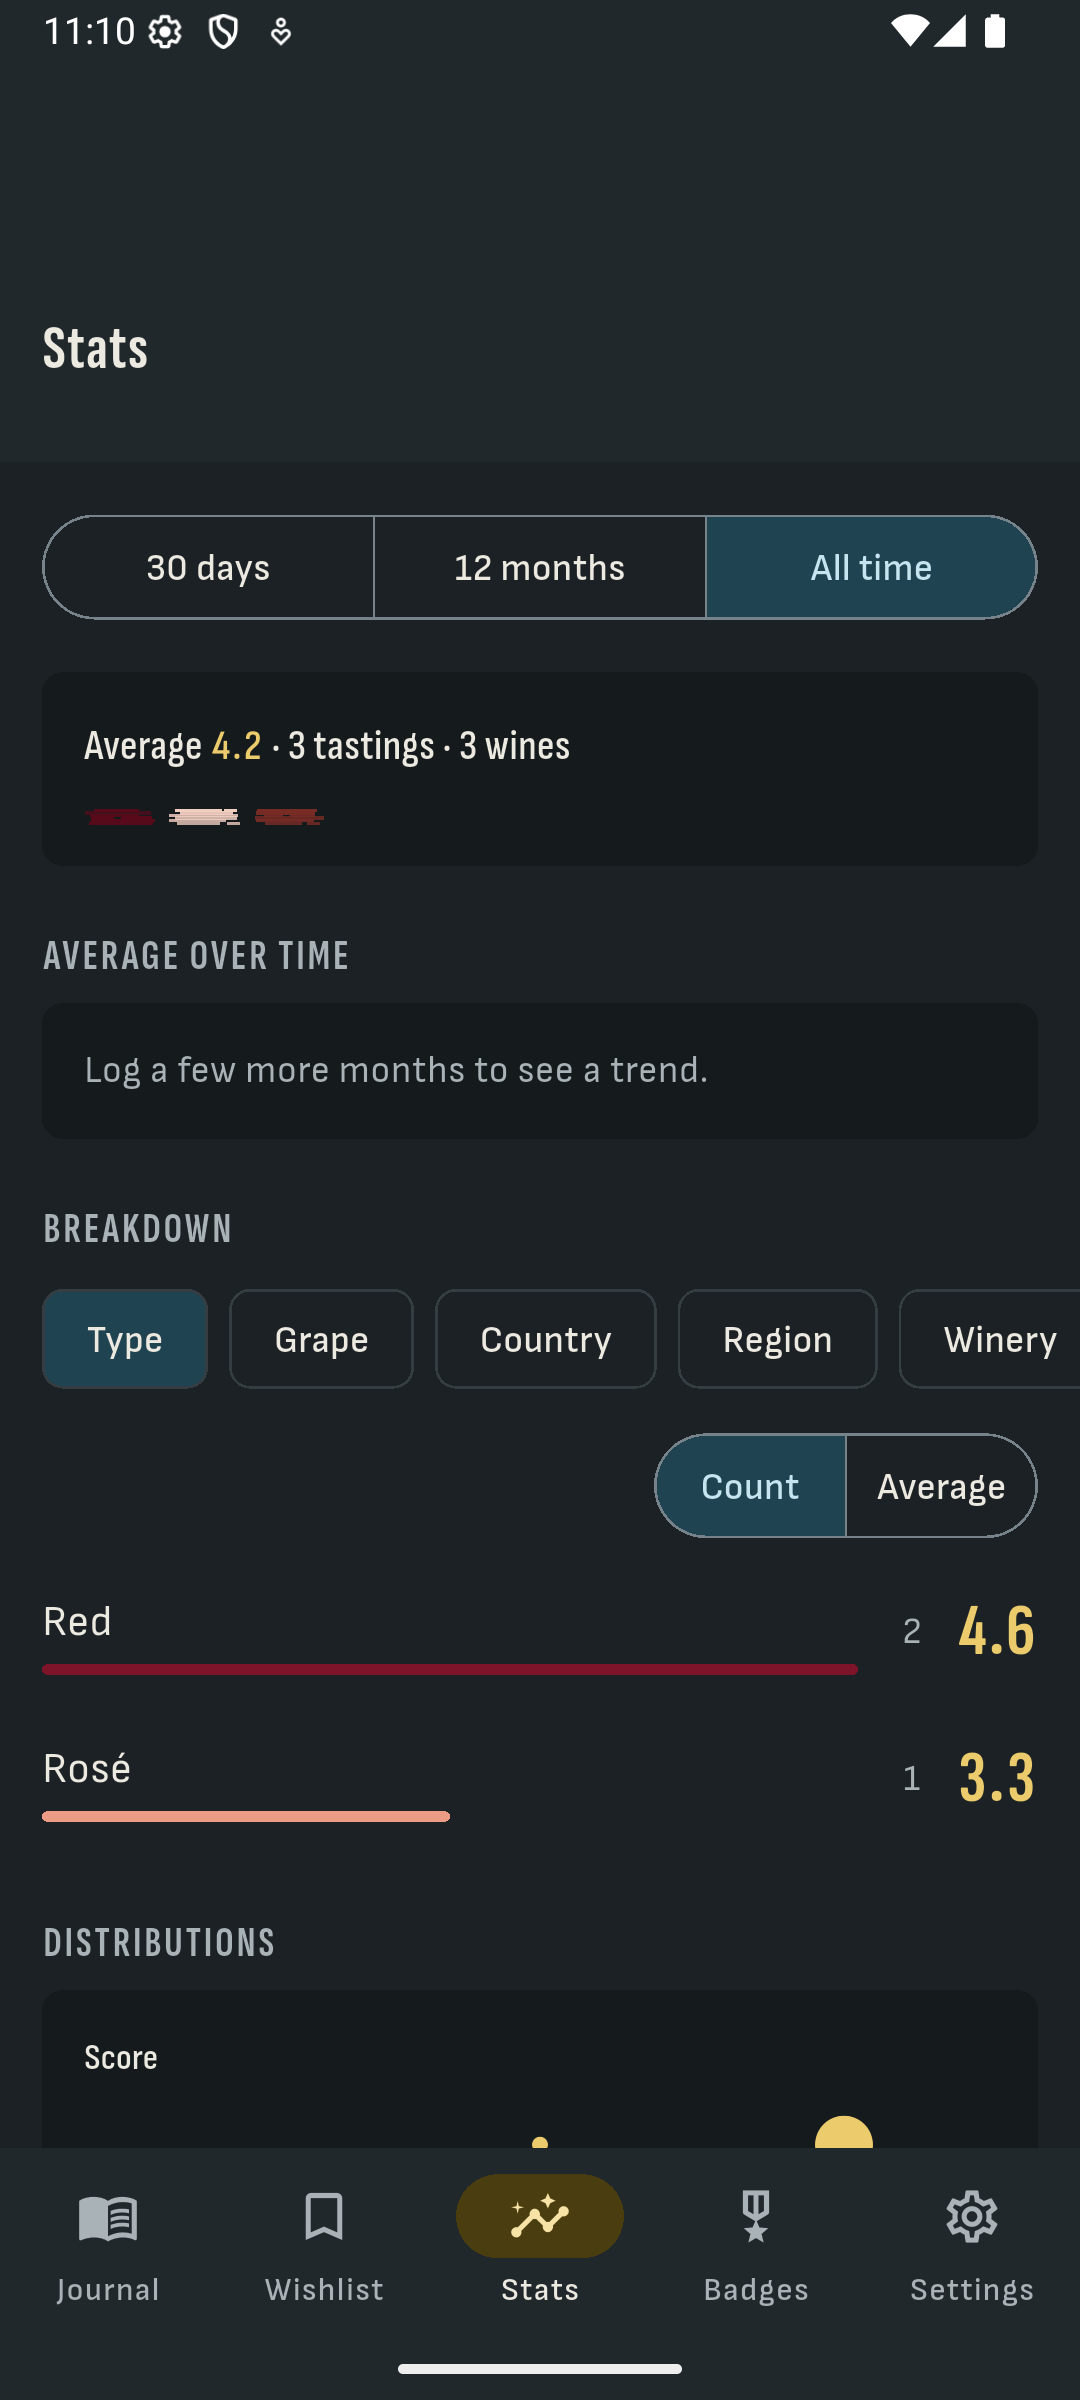 11:10
Stats
30 days
12 months
All time
Average 4.2 · 3 tastings · 3 wines
AVERAGE OVER TIME
Log a few more months to see a trend.
BREAKDOWN
Type
Grape
Country
Region
Winery
Count
Average
Red
2
4.6
Rosé
1
3.3
DISTRIBUTIONS
Score
Journal
Wishlist
Stats
Badges
Settings